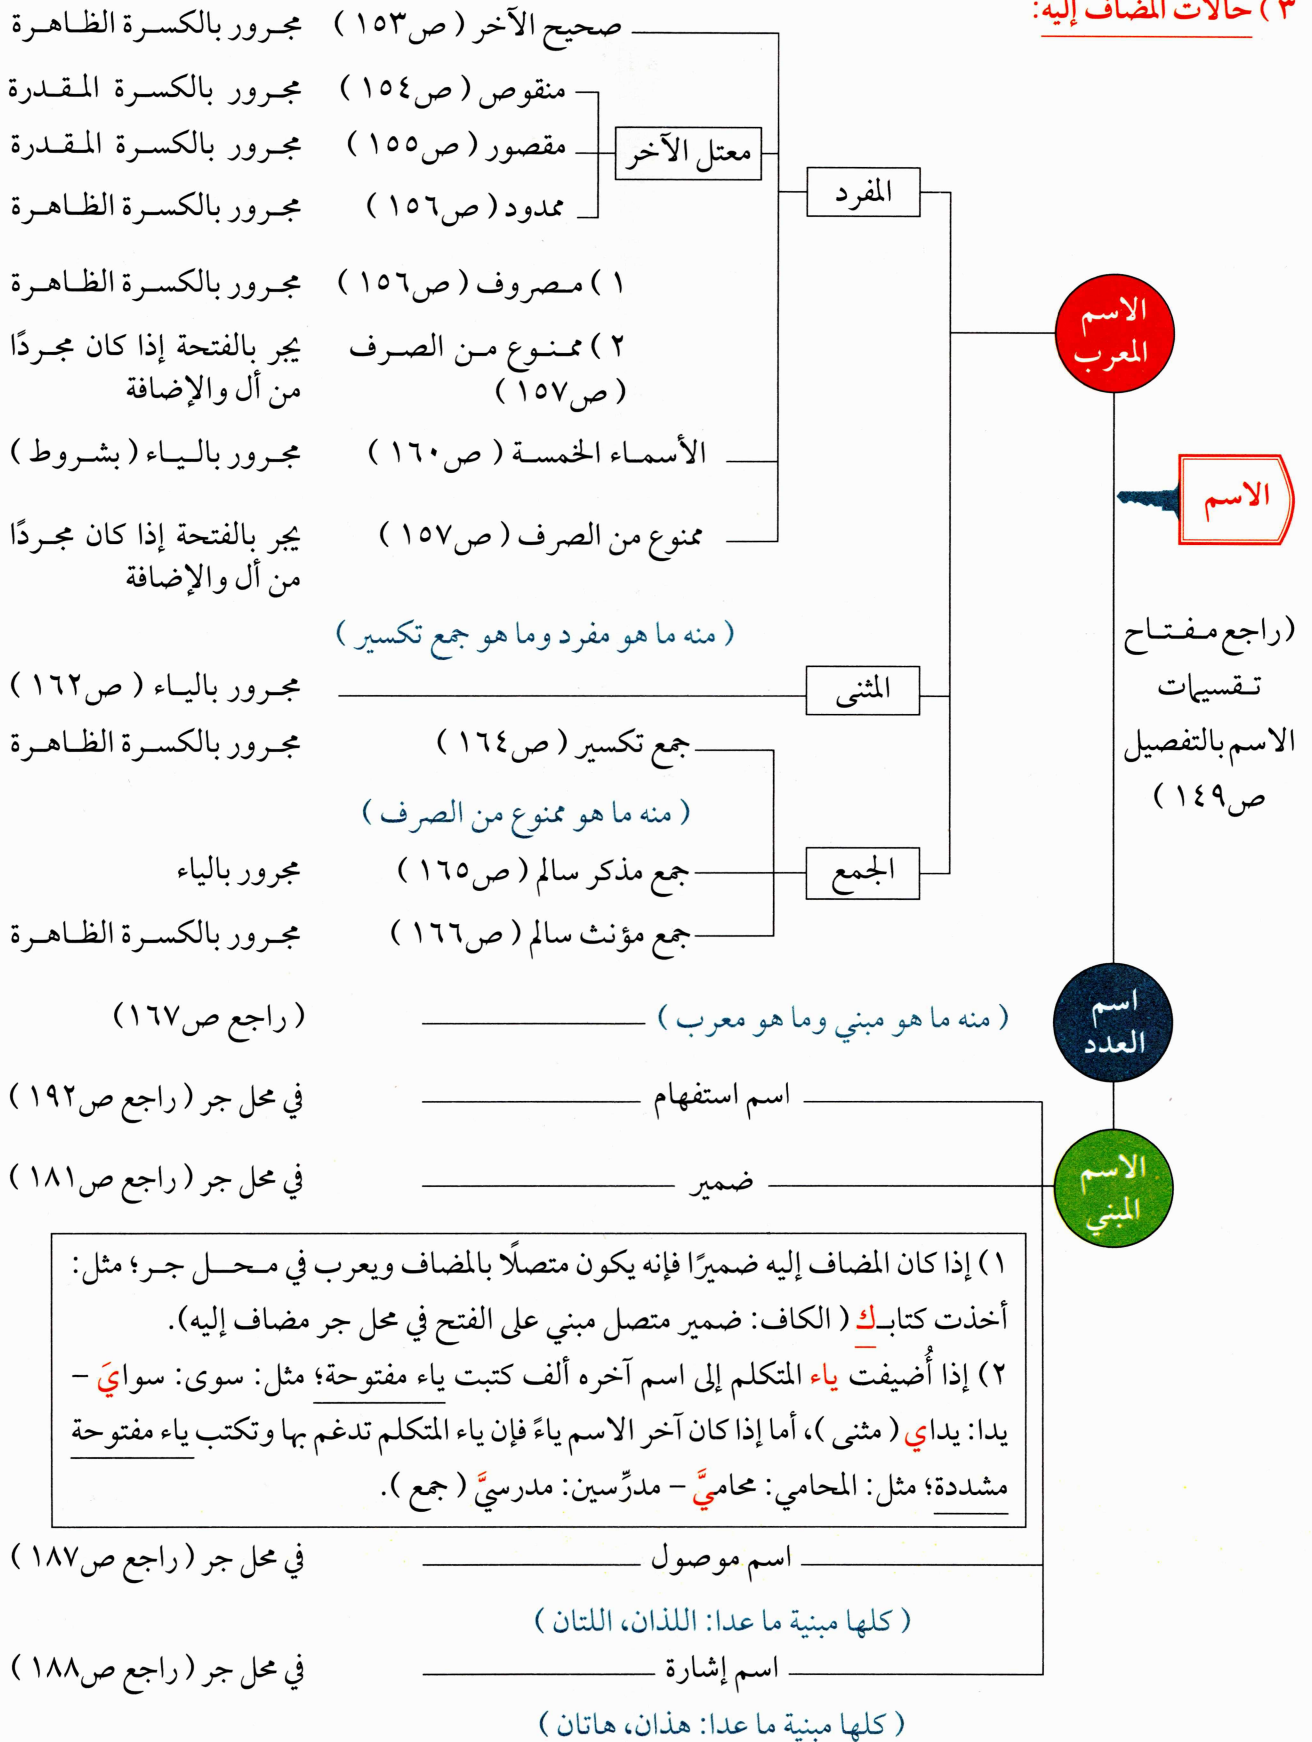 ٣ ) حالات المضاف إليه:
صحيح الآخر ( ص١٥٣ ) مجرور بالكسرة الظاهرة
منقوص ( ص١٥٤ ) مجرور بالكسرة المقدرة
معتل الآخر
مقصور ( ص١٥٥ ) مجرور بالكسرة المقدرة
المفرد
ممدود ( ص١٥٦ ) مجرور بالكسرة الظاهرة
١ ) مصروف ( ص١٥٦ ) مجرور بالكسرة الظاهرة
الاسم
المعرب
٢ ) ممنوع من الصرف
( ص١٥٧ )
يجر بالفتحة إذا كان مجردًا
من أل والإضافة
الأسماء الخمسة ( ص١٦٠ ) مجرور بالياء ( بشروط )
الاسم
ممنوع من الصرف ( ص١٥٧ )
يجر بالفتحة إذا كان مجردًا
من أل والإضافة
( منه ما هو مفرد وما هو جمع تكسير )
( راجع مفتاح
تقسيمات
الاسم بالتفصيل
ص١٤٩ )
المثنى مجرور بالياء ( ص١٦٢ )
جمع تكسير ( ص١٦٤ ) مجرور بالكسرة الظاهرة
( منه ما هو ممنوع من الصرف )
الجمع
جمع مذكر سالم ( ص١٦٥ ) مجرور بالياء
جمع مؤنث سالم ( ص١٦٦ ) مجرور بالكسرة الظاهرة
اسم
العدد
( منه ما هو مبني وما هو معرب ) ( راجع ص١٦٧ )
اسم استفهام في محل جر ( راجع ص١٩٢ )
الاسم
المبني
ضمير في محل جر ( راجع ص١٨١ )
١ ) إذا كان المضاف إليه ضميرًا فإنه يكون متصلًا بالمضاف ويعرب في محل جر؛ مثل:
أخذت كتابـك ( الكاف: ضمير متصل مبني على الفتح في محل جر مضاف إليه).
٢ ) إذا أُضيفت ياء المتكلم إلى اسم آخره ألف كتبت ياء مفتوحة؛ مثل: سوى: سوايَ –
يدا: يداي ( مثنى )، أما إذا كان آخر الاسم ياءً فإن ياء المتكلم تدغم بها وتكتب ياء مفتوحة
مشددة؛ مثل: المحامي: محاميَّ – مدرِّسين: مدرسيَّ ( جمع ).
اسم موصول في محل جر ( راجع ص١٨٧ )
( كلها مبنية ما عدا: اللذان، اللتان )
اسم إشارة في محل جر ( راجع ص١٨٨ )
( كلها مبنية ما عدا: هذان، هاتان )